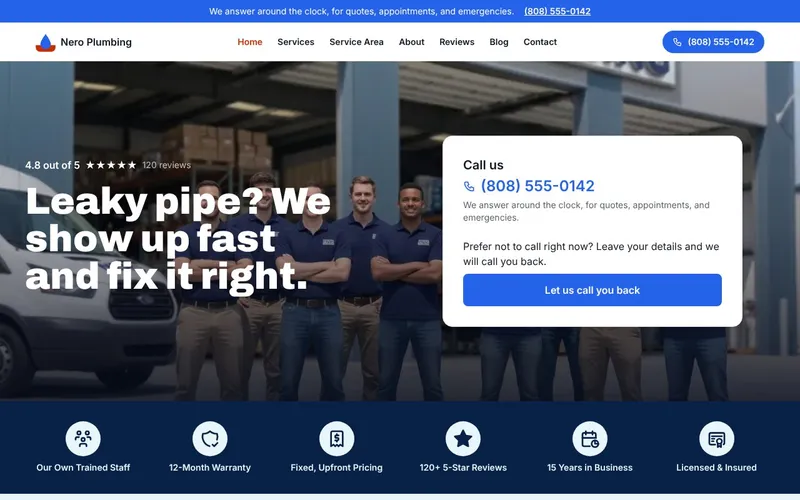 We answer around the clock, for quotes, appointments, and emergencies. (808) 555-0142
Nero Plumbing
Home Services Service Area About Reviews Blog Contact
(808) 555-0142
4.8 out of 5 ★★★★★ 120 reviews
Leaky pipe? We
show up fast
and fix it right.
Call us
(808) 555-0142
We answer around the clock, for quotes, appointments, and
emergencies.
Prefer not to call right now? Leave your details and we
will call you back.
Let us call you back
Our Own Trained Staff
12-Month Warranty
Fixed, Upfront Pricing
120+ 5-Star Reviews
15 Years in Business
Licensed & Insured